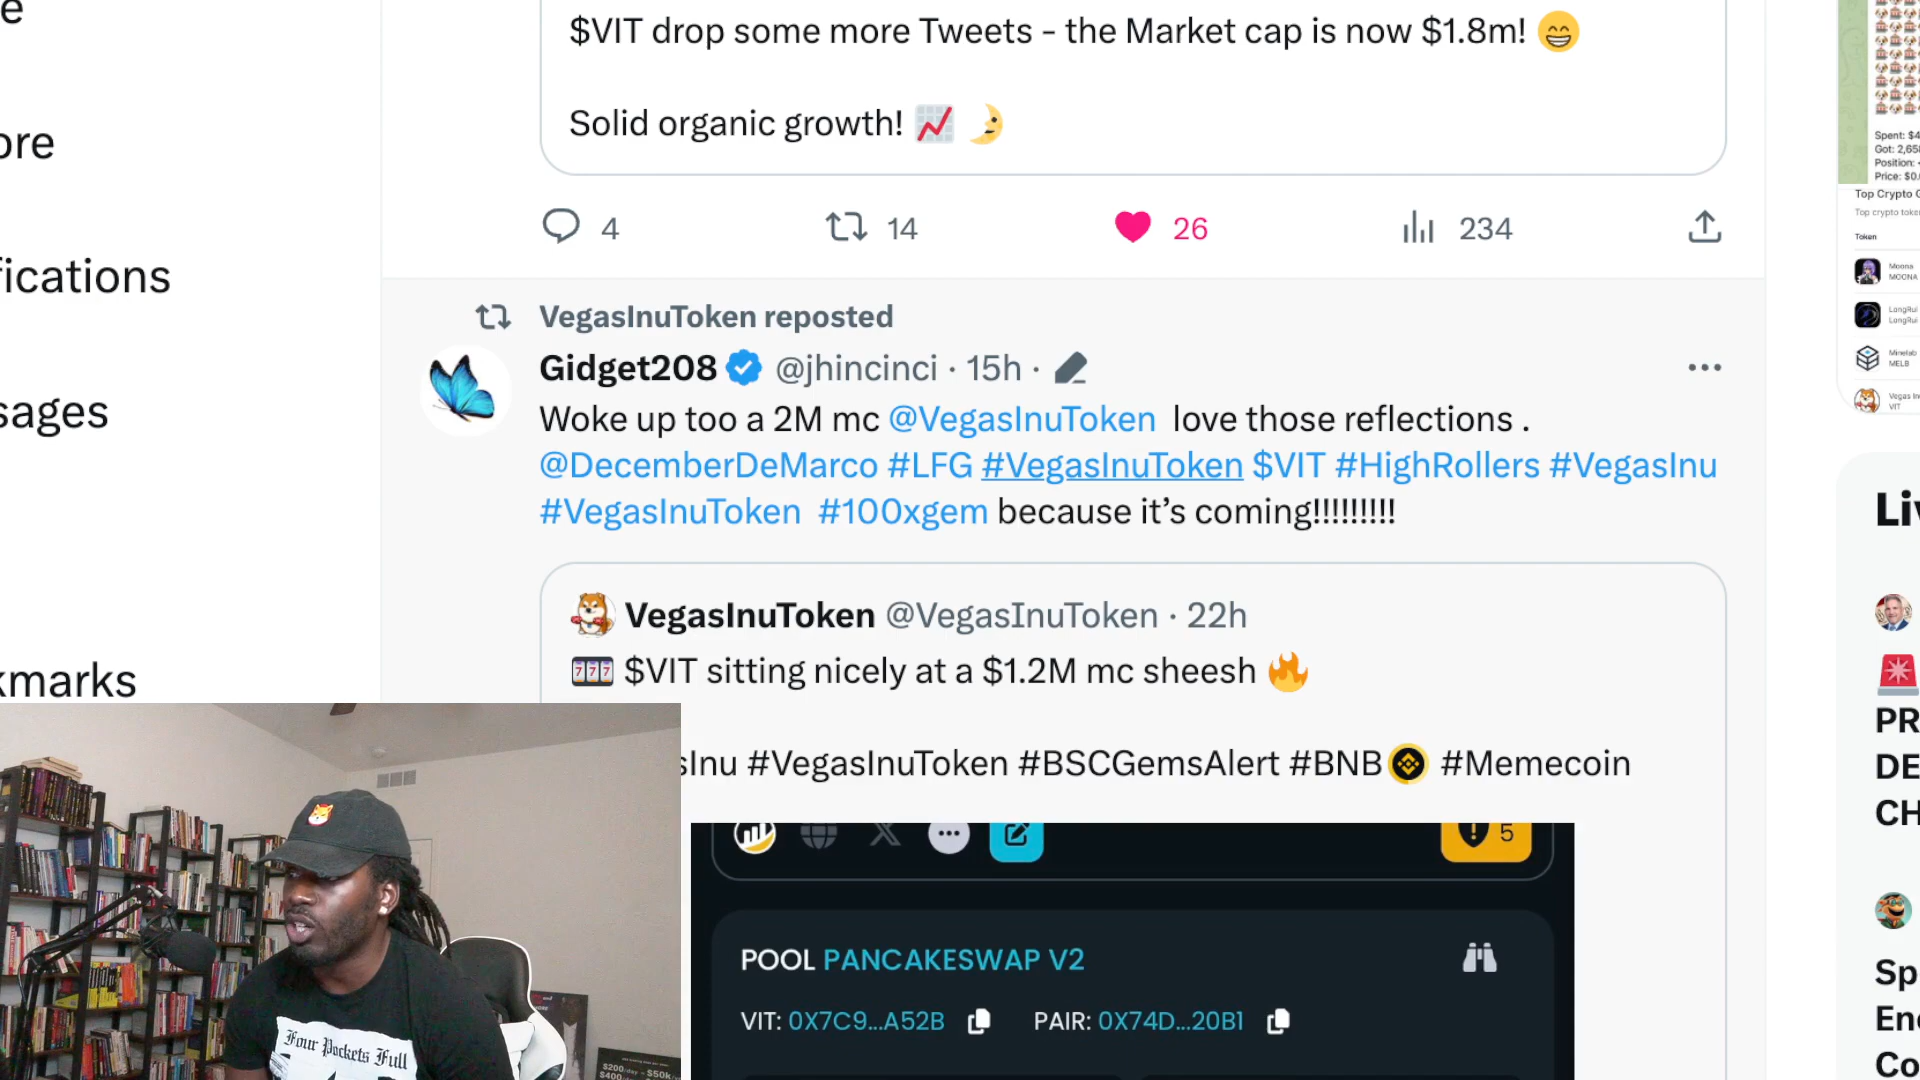 e
$VIT drop some more Tweets - the Market cap is now $1.8m! 😁
Solid organic growth! 📈 🌛
ore
fications
sages
kmarks
4
14
26
234
VegasInuToken reposted
Gidget208 @jhincinci · 15h ·
Woke up too a 2M mc @VegasInuToken love those reflections .
@DecemberDeMarco #LFG #VegasInuToken $VIT #HighRollers #VegasInu
#VegasInuToken #100xgem because it’s coming!!!!!!!!!
VegasInuToken @VegasInuToken · 22h
🎰 $VIT sitting nicely at a $1.2M mc sheesh 🔥
sInu #VegasInuToken #BSCGemsAlert #BNB #Memecoin
5
POOL PANCAKESWAP V2
VIT: 0X7C9...A52B PAIR: 0X74D...20B1
Four Pockets Full
Spent: $4
Got: 2,65
Position:
Price: $0.
Top Crypto G
Top crypto toke
Token
Moona
MOONA
LongRui
LongRui
Minelab
MELB
Vegas In
VIT
Liv
PR
DE
CH
Sp
En
Co